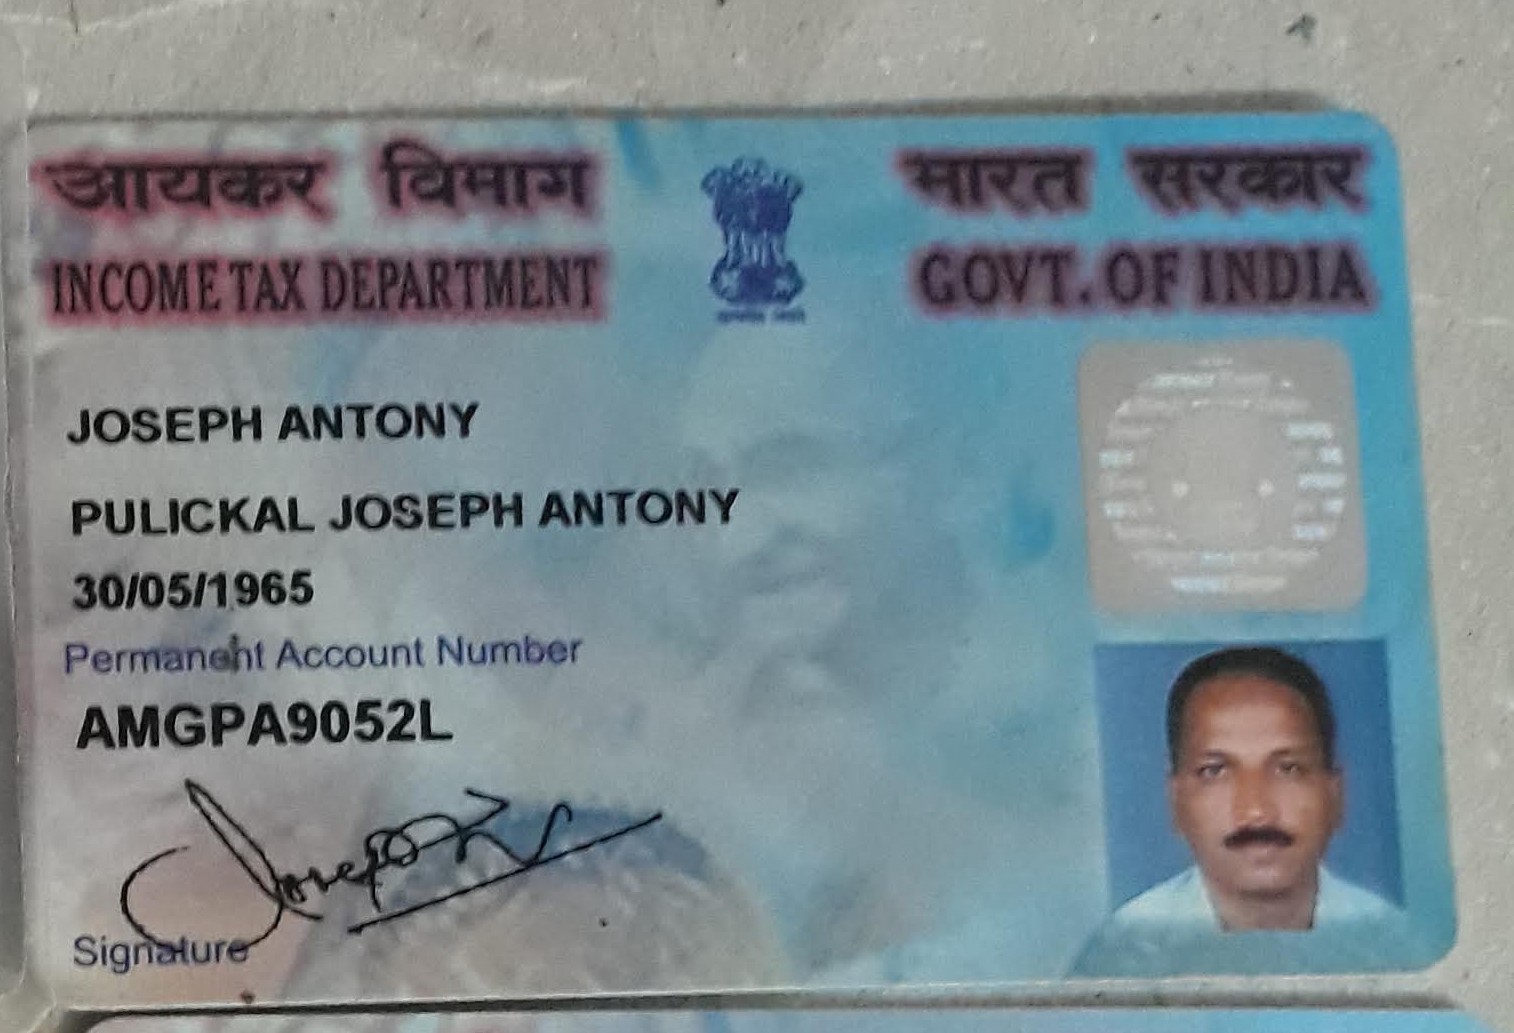 आयकर विभाग
भारत सरकार
INCOME TAX DEPARTMENT
GOVT. OF INDIA
JOSEPH ANTONY
PULICKAL JOSEPH ANTONY
30/05/1965
Permanent Account Number
AMGPA9052L
Joseph
Signature